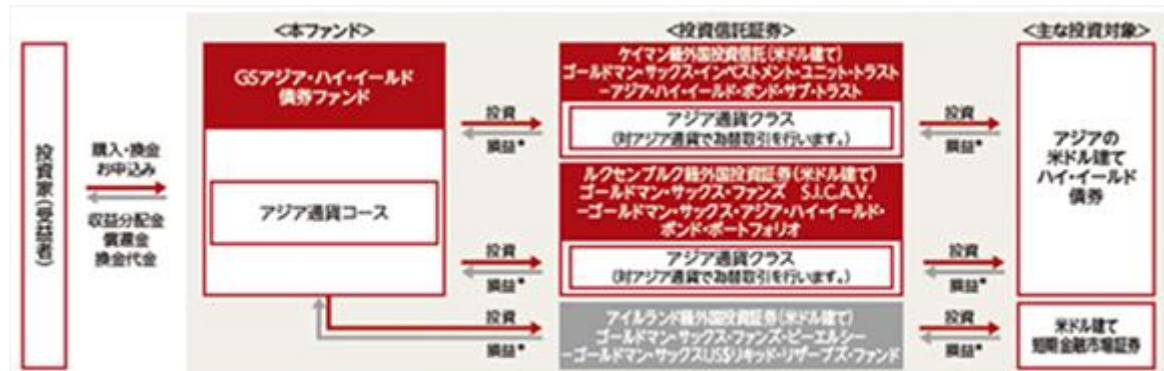 <本ファンド>
<投資信託証券>
<主な投資対象>
投資家(受益者)
購入・換金
お申込み
収益分配金
償還金
換金代金
GSアジア・ハイ・イールド
債券ファンド
アジア通貨コース
投資
損益*
ケイマン籍外国投資信託(米ドル建て)
ゴールドマン・サックス・インベストメント・ユニット・トラスト
-アジア・ハイ・イールド・ボンド・サブ・トラスト
アジア通貨クラス
(対アジア通貨で為替取引を行います。)
投資
損益*
アジアの
米ドル建て
ハイ・イールド
債券
ルクセンブルク籍外国投資証券(米ドル建て)
ゴールドマン・サックス・ファンズ S.I.C.A.V.
-ゴールドマン・サックス・アジア・ハイ・イールド・
ボンド・ポートフォリオ
投資
損益*
アジア通貨クラス
(対アジア通貨で為替取引を行います。)
投資
損益*
投資
損益*
アイルランド籍外国投資証券(米ドル建て)
ゴールドマン・サックス・ファンズ・ピーエルシー
-ゴールドマン・サックスUS$リキッド・リザーブズ・ファンド
投資
損益*
米ドル建て
短期金融市場証券